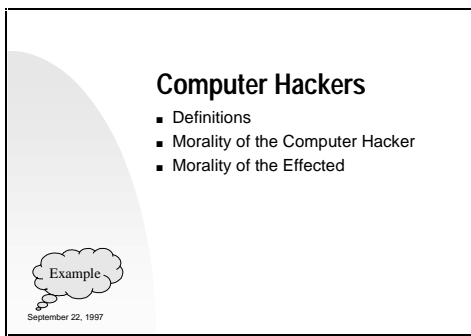 Computer Hackers
■ Definitions
■ Morality of the Computer Hacker
■ Morality of the Effected
Example
September 22, 1997